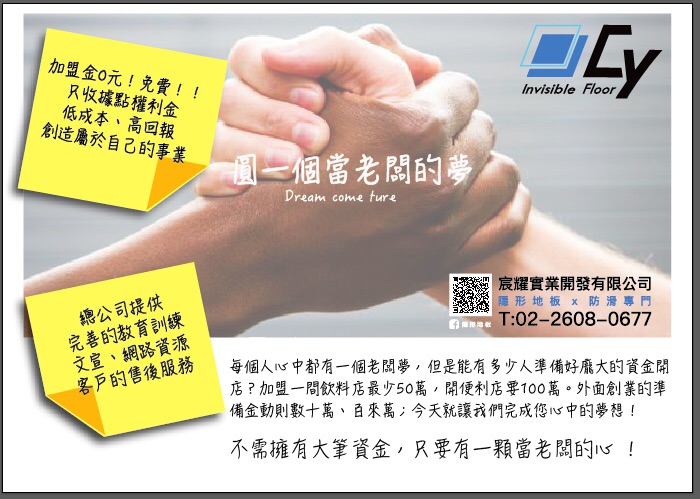 Cy
Invisible Floor
加盟金0元！免費！！
只收據點權利金
低成本、高回報
創造屬於自己的事業
圓一個當老闆的夢
Dream come ture
總公司提供
完善的教育訓練
文宣、網路資源
客戶的售後服務
宸耀實業開發有限公司
隱形地板 x 防滑專門
T:02-2608-0677
f 隱形地板
每個人心中都有一個老闆夢，但是能有多少人準備好龐大的資金開
店？加盟一間飲料店最少50萬，開便利店要100萬。外面創業的準
備金動則數十萬、百來萬；今天就讓我們完成您心中的夢想！
不需擁有大筆資金，只要有一顆當老闆的心 ！